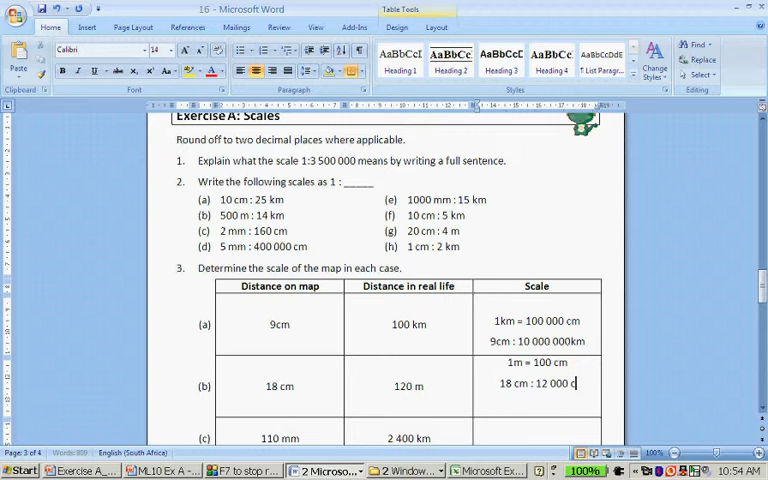 16 - Microsoft Word
Table Tools
Home Insert Page Layout References Mailings Review View Add-Ins Design Layout
Paste
Calibri 14
AaBbCcI AaBbCc AaBbCcD AaBbCc AaBbCcDdE
Heading 1 Heading 2 Heading 3 Heading 4 ¶ List Paragr...
Change Styles
Find
Replace
Select
Clipboard Font Paragraph Styles Editing
Exercise A: Scales
Round off to two decimal places where applicable.
1. Explain what the scale 1:3 500 000 means by writing a full sentence.
2. Write the following scales as 1 : _____
(a) 10 cm : 25 km (e) 1000 mm : 15 km
(b) 500 m : 14 km (f) 10 cm : 5 km
(c) 2 mm : 160 cm (g) 20 cm : 4 m
(d) 5 mm : 400 000 cm (h) 1 cm : 2 km
3. Determine the scale of the map in each case.
Distance on map Distance in real life Scale
1km = 100 000 cm
(a) 9cm 100 km
9cm : 10 000 000km
1m = 100 cm
(b) 18 cm 120 m 18 cm : 12 000 c
(c) 110 mm 2 400 km
Page: 3 of 4 Words: 809 English (South Africa) 100%
Start Exercise A_... ML10 Ex A - ... F7 to stop r... 2 Microso... 2 Window... Microsoft Ex... 100% 10:54 AM